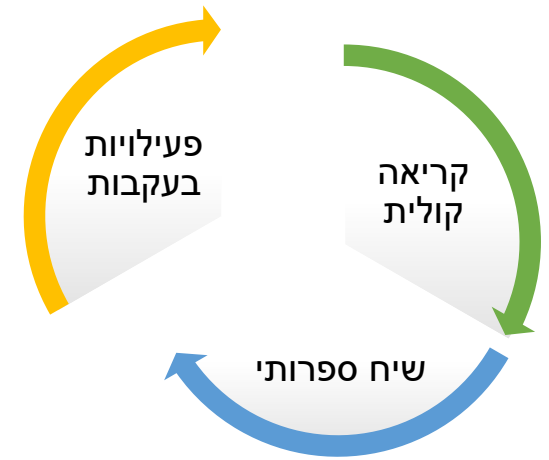 קריאה
קולית
שיח ספרותי
פעילויות
בעקבות